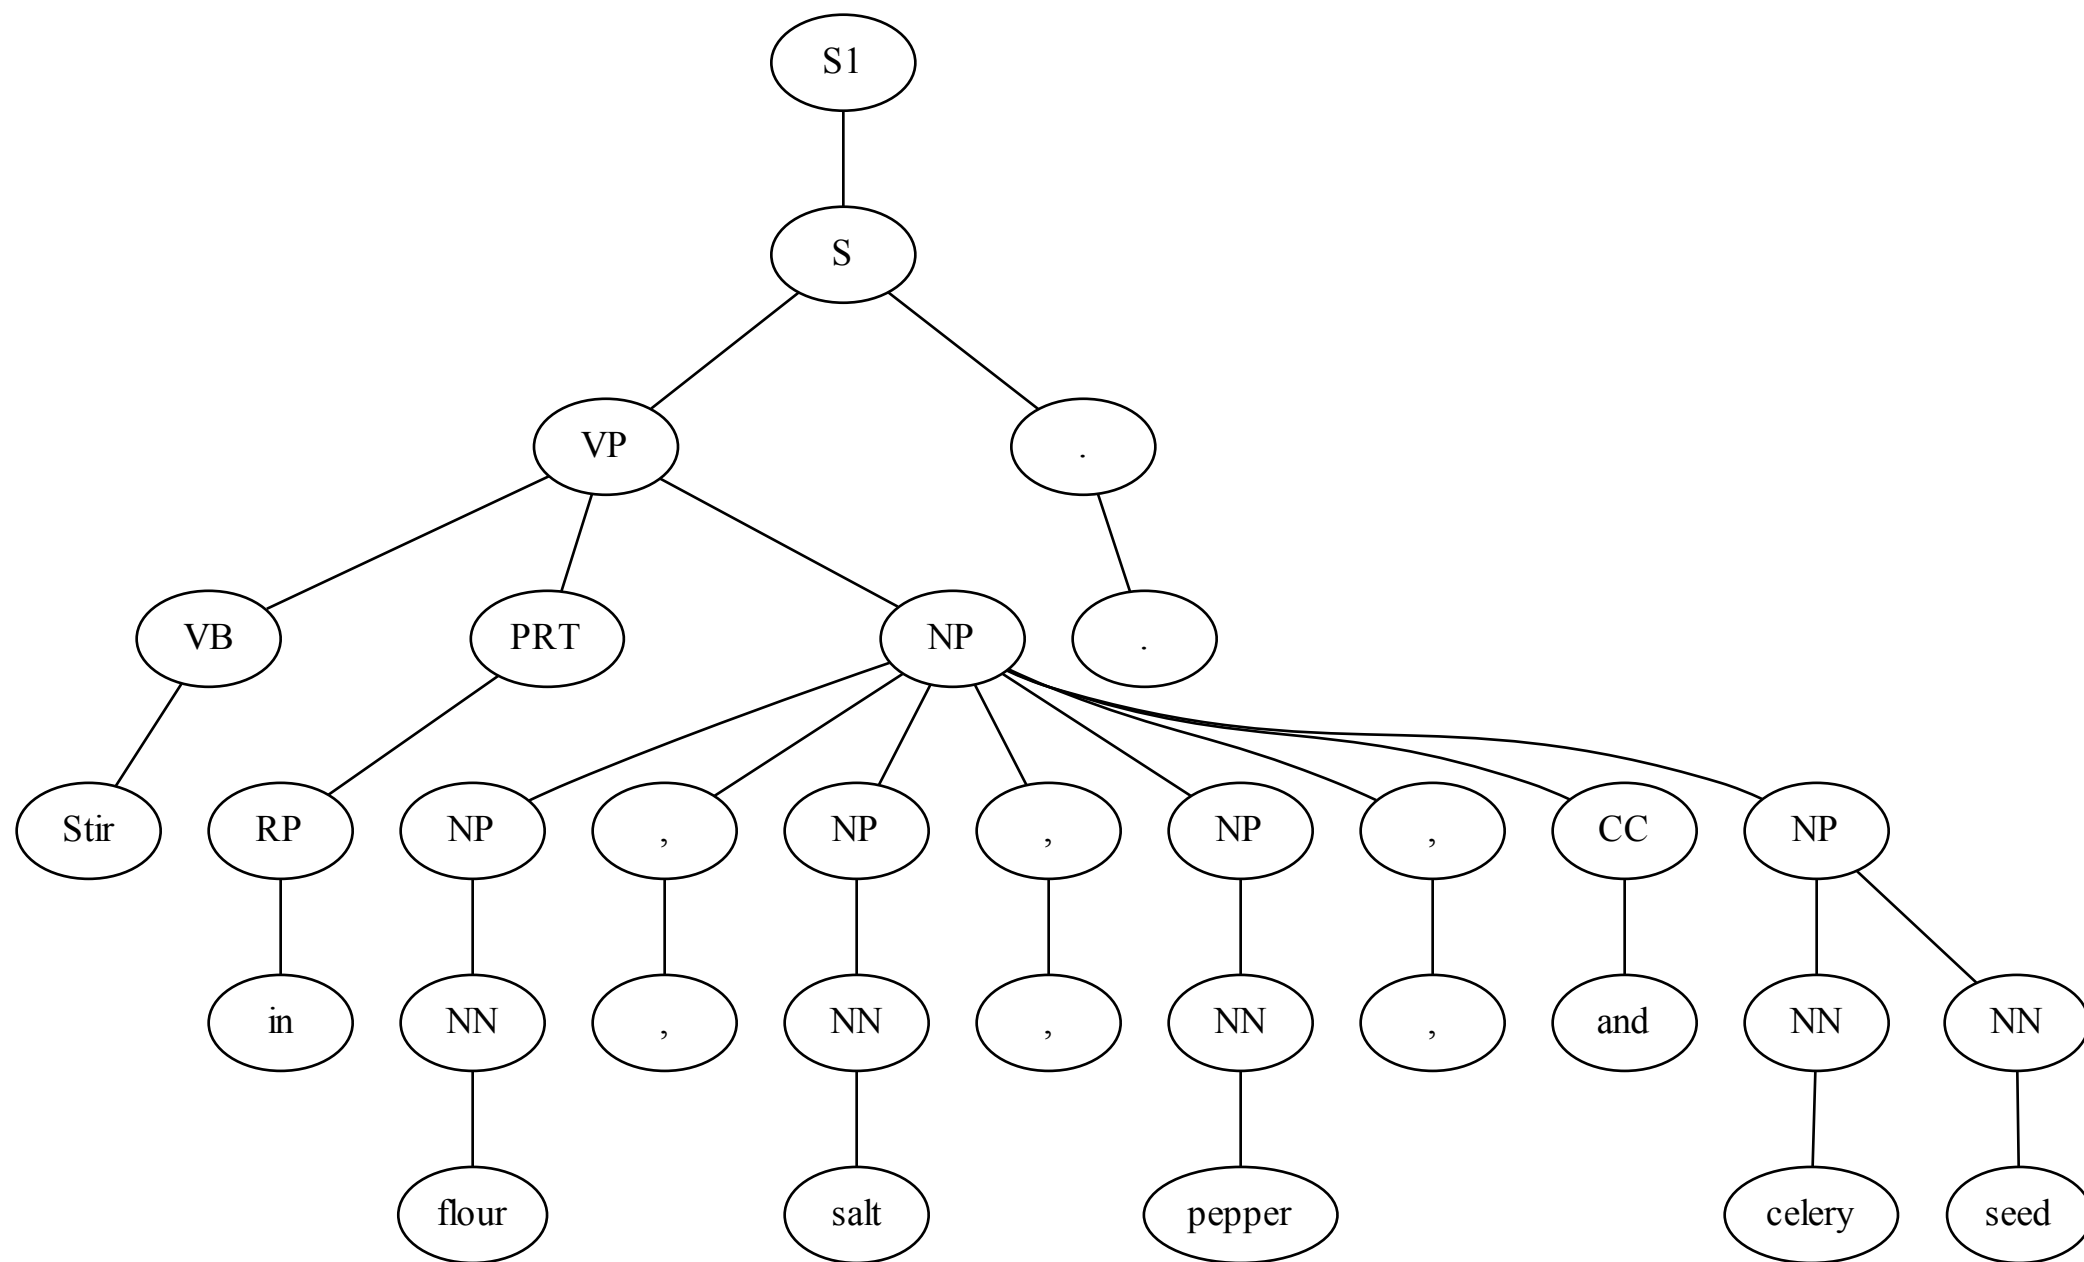 S1
S
VP .
VB PRT NP .
Stir RP NP , NP , NP , CC NP
in NN , NN , NN , and NN NN
flour salt pepper celery seed